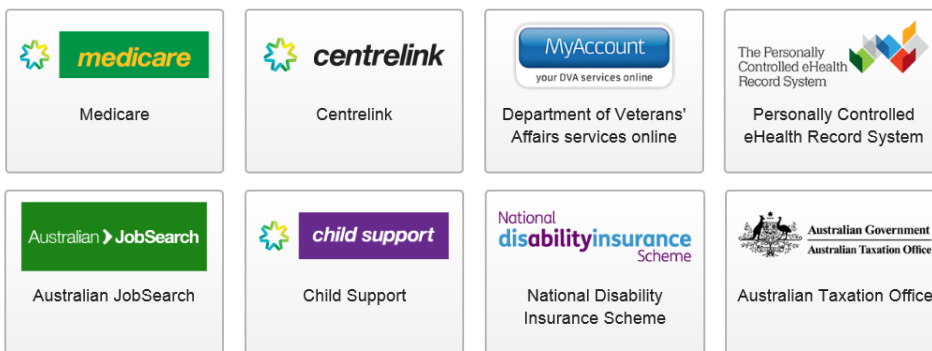 medicare
Medicare
centrelink
Centrelink
MyAccount
your DVA services online
Department of Veterans'
Affairs services online
The Personally
Controlled eHealth
Record System
Personally Controlled
eHealth Record System
Australian JobSearch
Australian JobSearch
child support
Child Support
National
disabilityinsurance
Scheme
National Disability
Insurance Scheme
Australian Government
Australian Taxation Office
Australian Taxation Office